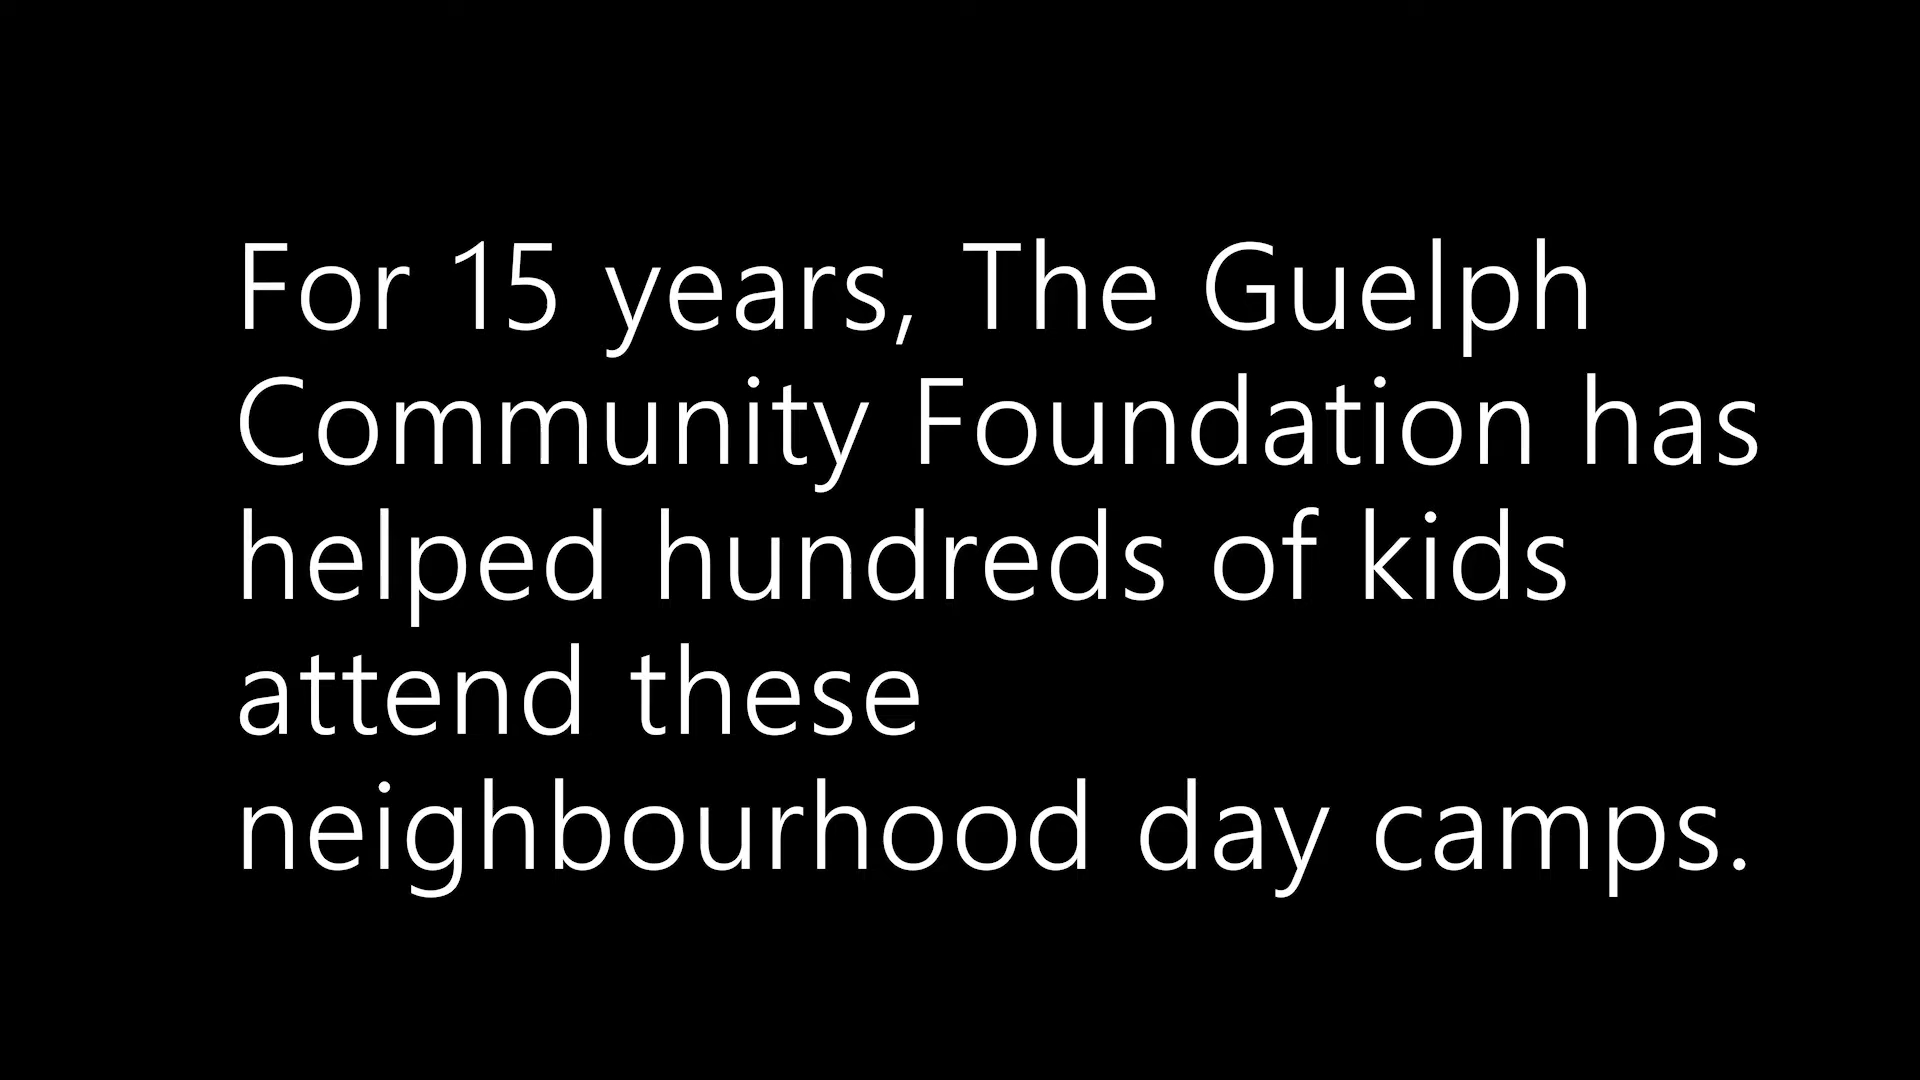 For 15 years, The Guelph
Community Foundation has
helped hundreds of kids
attend these
neighbourhood day camps.